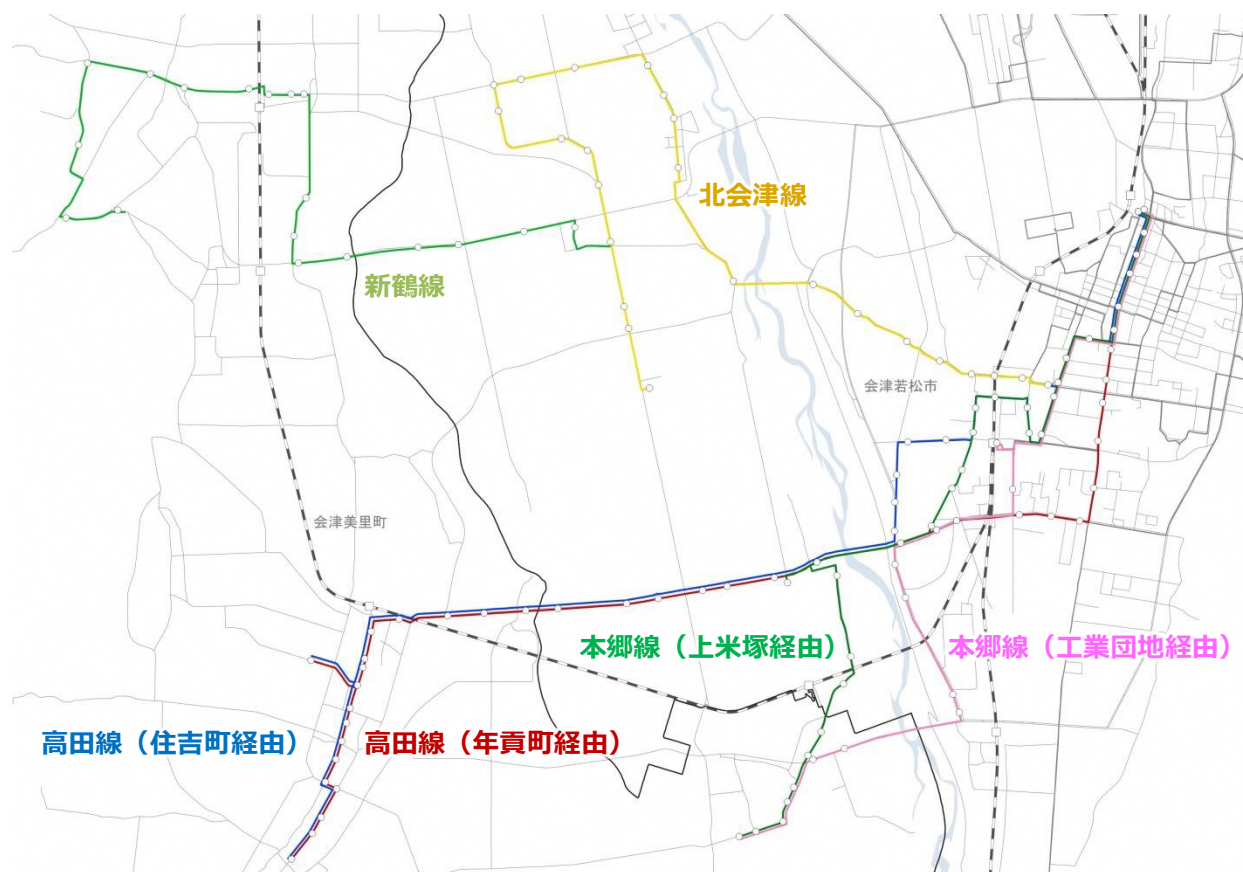 北会津線
新鶴線
会津若松市
会津美里町
本郷線（上米塚経由）
本郷線（工業団地経由）
高田線（住吉町経由）
高田線（年貢町経由）